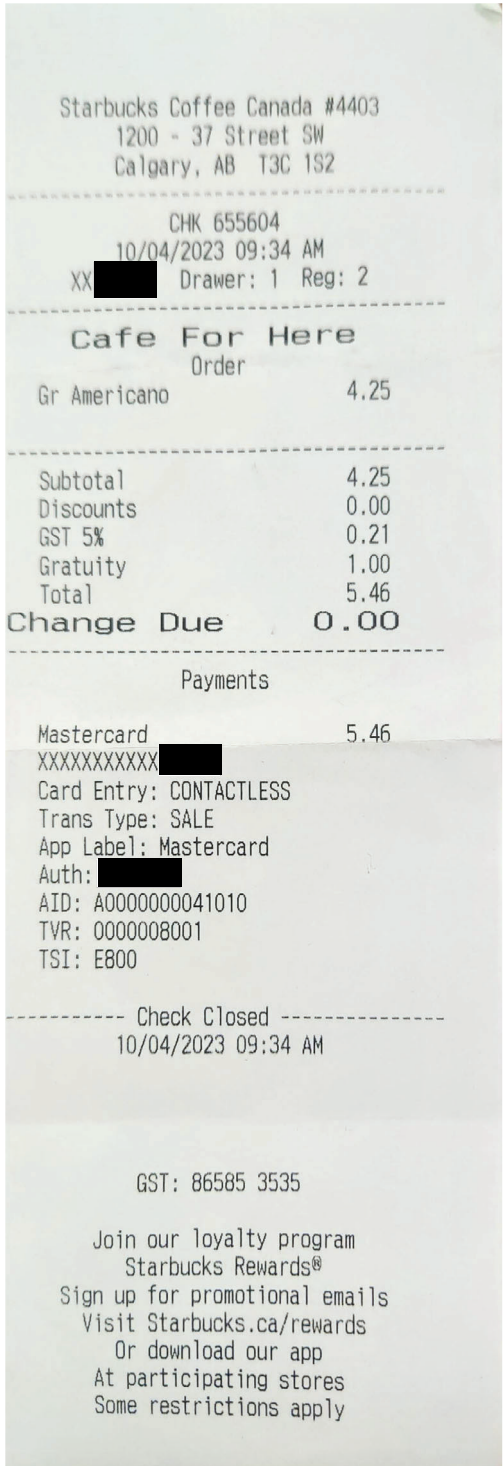 Starbucks Coffee Canada #4403
1200 - 37 Street SW
Calgary, AB T3C 1S2
CHK 655604
10/04/2023 09:34 AM
XX Drawer: 1 Reg: 2
Cafe For Here
Order
Gr Americano 4.25
Subtotal 4.25
Discounts 0.00
GST 5% 0.21
Gratuity 1.00
Total 5.46
Change Due 0.00
Payments
Mastercard 5.46
XXXXXXXXXXX
Card Entry: CONTACTLESS
Trans Type: SALE
App Label: Mastercard
Auth:
AID: A0000000041010
TVR: 0000008001
TSI: E800
----------- Check Closed ---------------
10/04/2023 09:34 AM
GST: 86585 3535
Join our loyalty program
Starbucks Rewards®
Sign up for promotional emails
Visit Starbucks.ca/rewards
Or download our app
At participating stores
Some restrictions apply